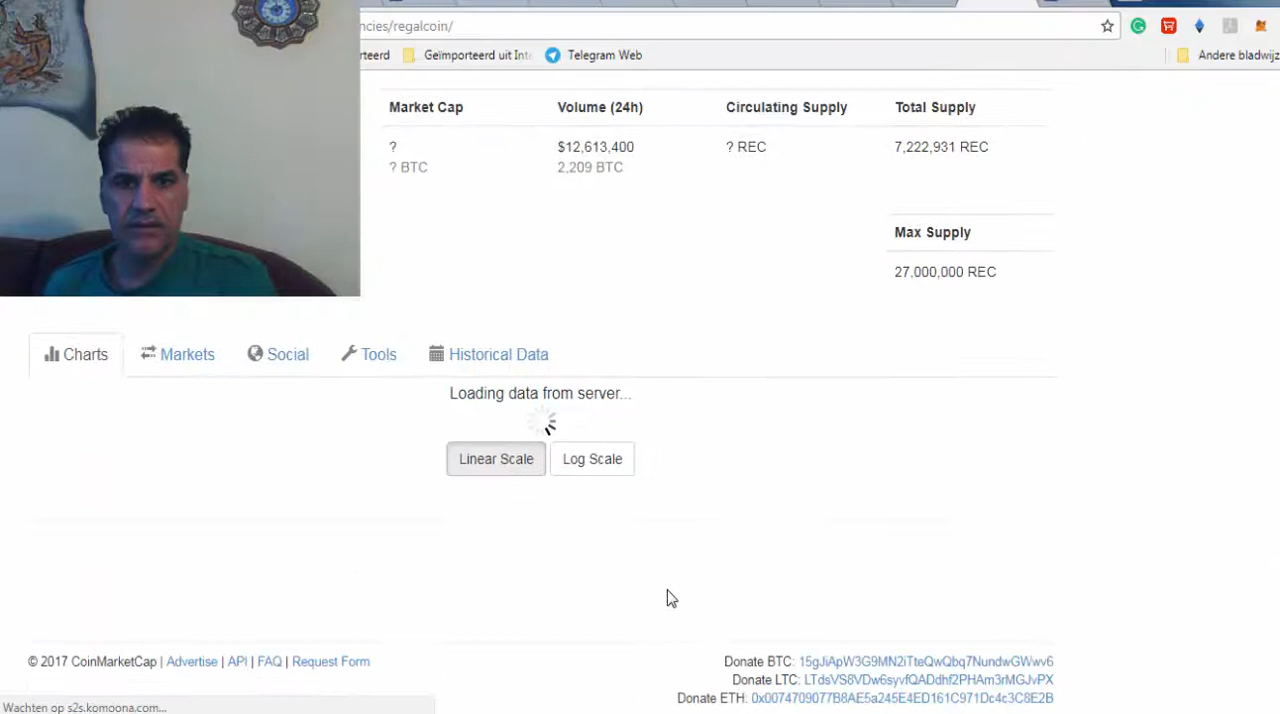 ncies/regalcoin/
rteerd Geïmporteerd uit Inte Telegram Web Andere bladwijz
Market Cap Volume (24h) Circulating Supply Total Supply
? $12,613,400 ? REC 7,222,931 REC
? BTC 2,209 BTC
Max Supply
27,000,000 REC
Charts Markets Social Tools Historical Data
Loading data from server...
Linear Scale Log Scale
© 2017 CoinMarketCap | Advertise | API | FAQ | Request Form
Donate BTC: 15gJiApW3G9MN2iTteQwQbq7NundwGWwv6
Donate LTC: LTdsVS8VDw6syvfQADdhf2PHAm3rMGJvPX
Donate ETH: 0x0074709077B8AE5a245E4ED161C971Dc4c3C8E2B
Wachten op s2s.komoona.com...